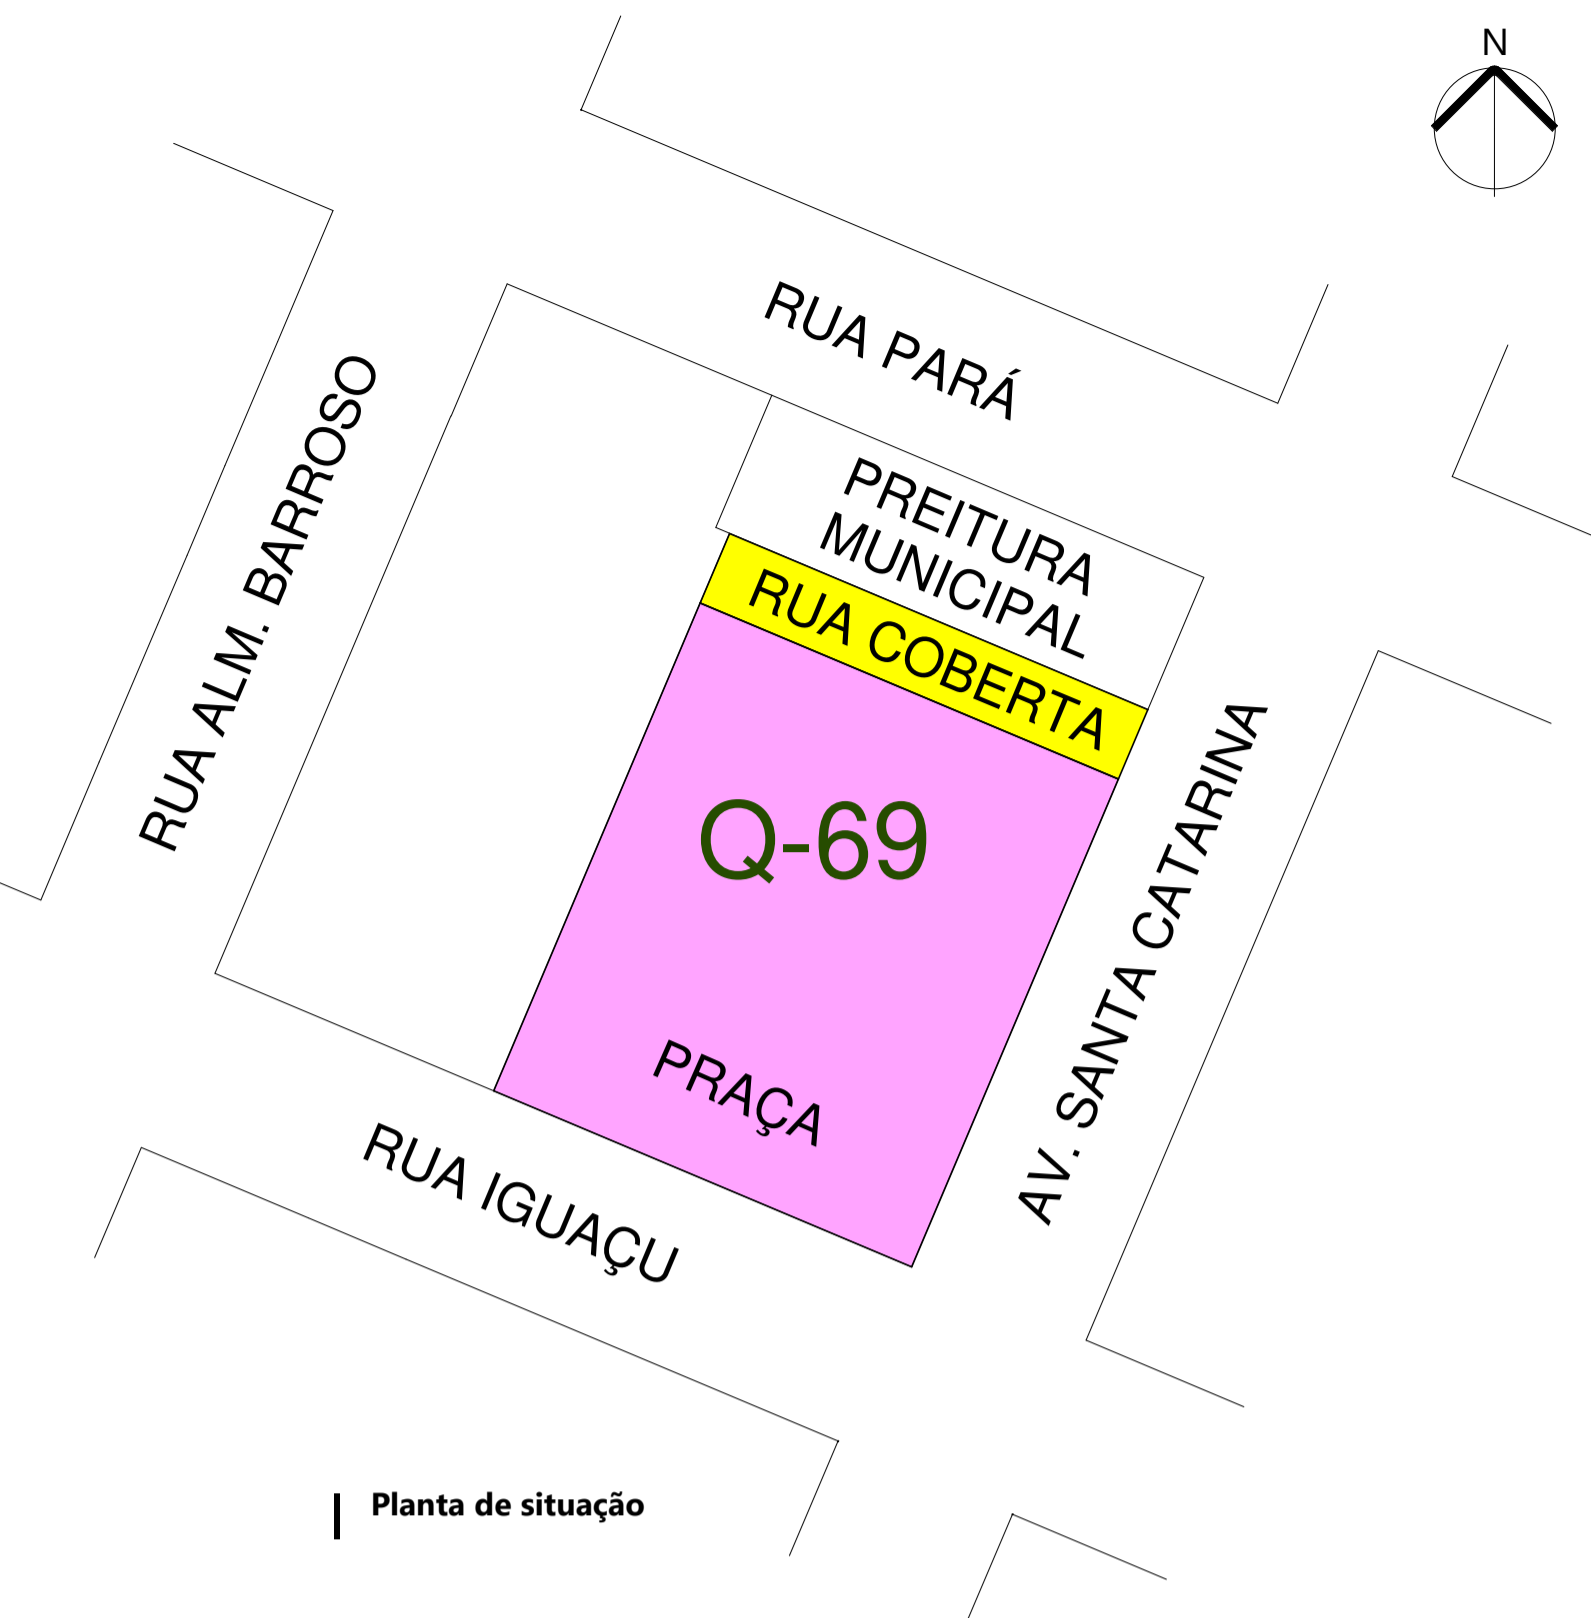 N
RUA PARÁ
RUA ALM. BARROSO
PREITURA
MUNICIPAL
RUA COBERTA
Q-69
AV. SANTA CATARINA
PRAÇA
RUA IGUAÇU
Planta de situação